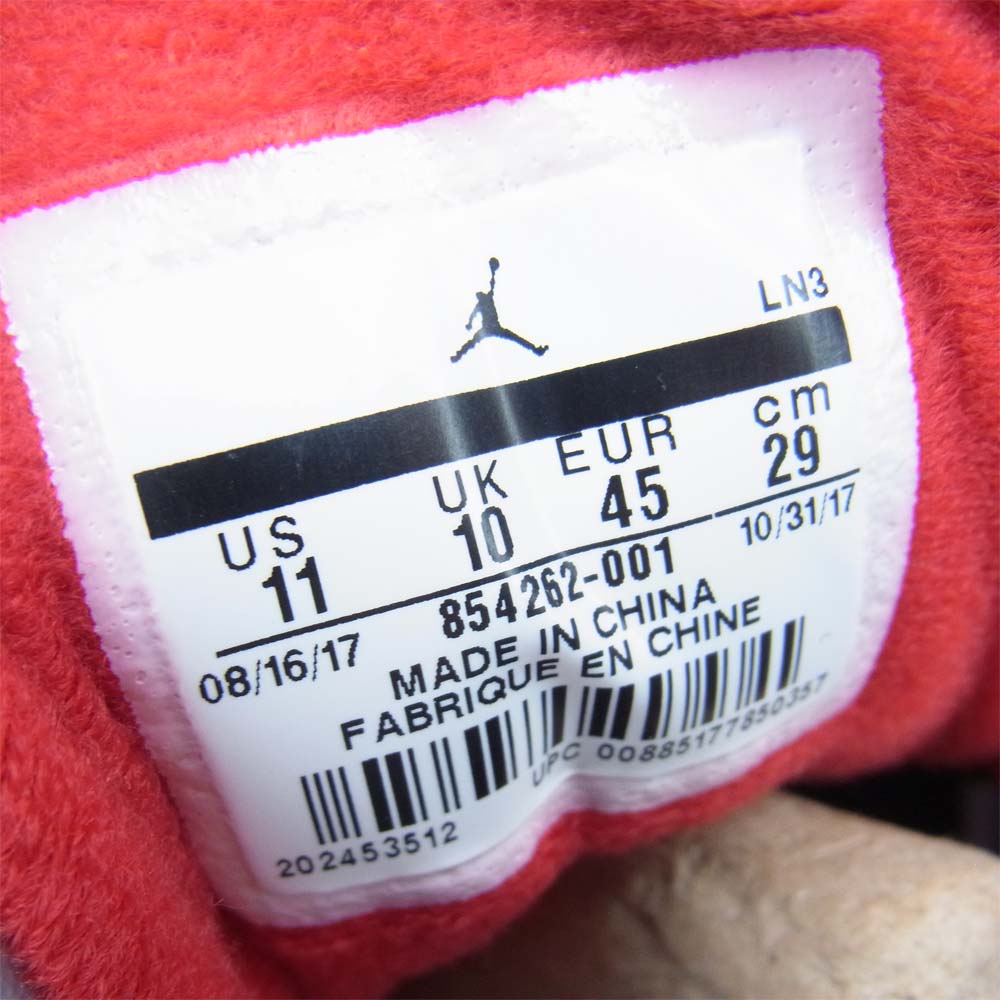 LN3
US UK EUR cm
11 10 45 29
08/16/17 854262-001 10/31/17
MADE IN CHINA
FABRIQUE EN CHINE
UPC 00885177850357
202453512